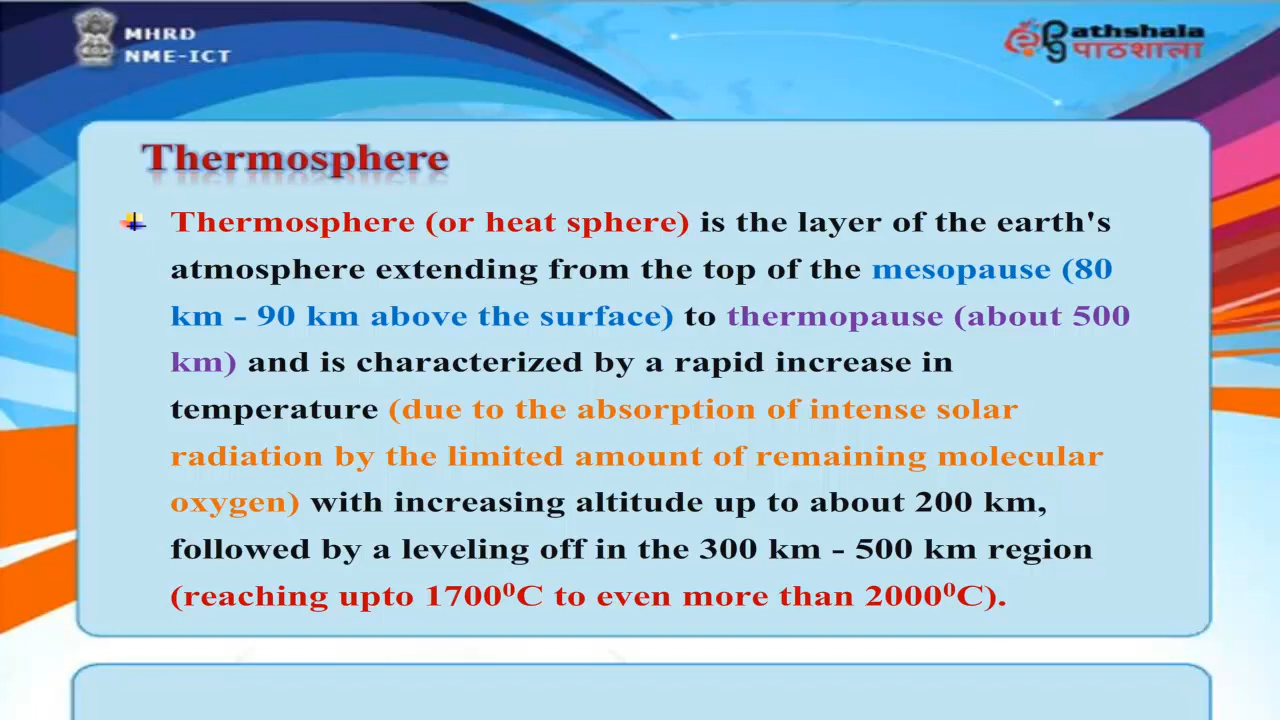 MHRD
NME-ICT
athshala
पाठशाला
Thermosphere
Thermosphere (or heat sphere) is the layer of the earth's
atmosphere extending from the top of the mesopause (80
km - 90 km above the surface) to thermopause (about 500
km) and is characterized by a rapid increase in
temperature (due to the absorption of intense solar
radiation by the limited amount of remaining molecular
oxygen) with increasing altitude up to about 200 km,
followed by a leveling off in the 300 km - 500 km region
(reaching upto 1700⁰C to even more than 2000⁰C).